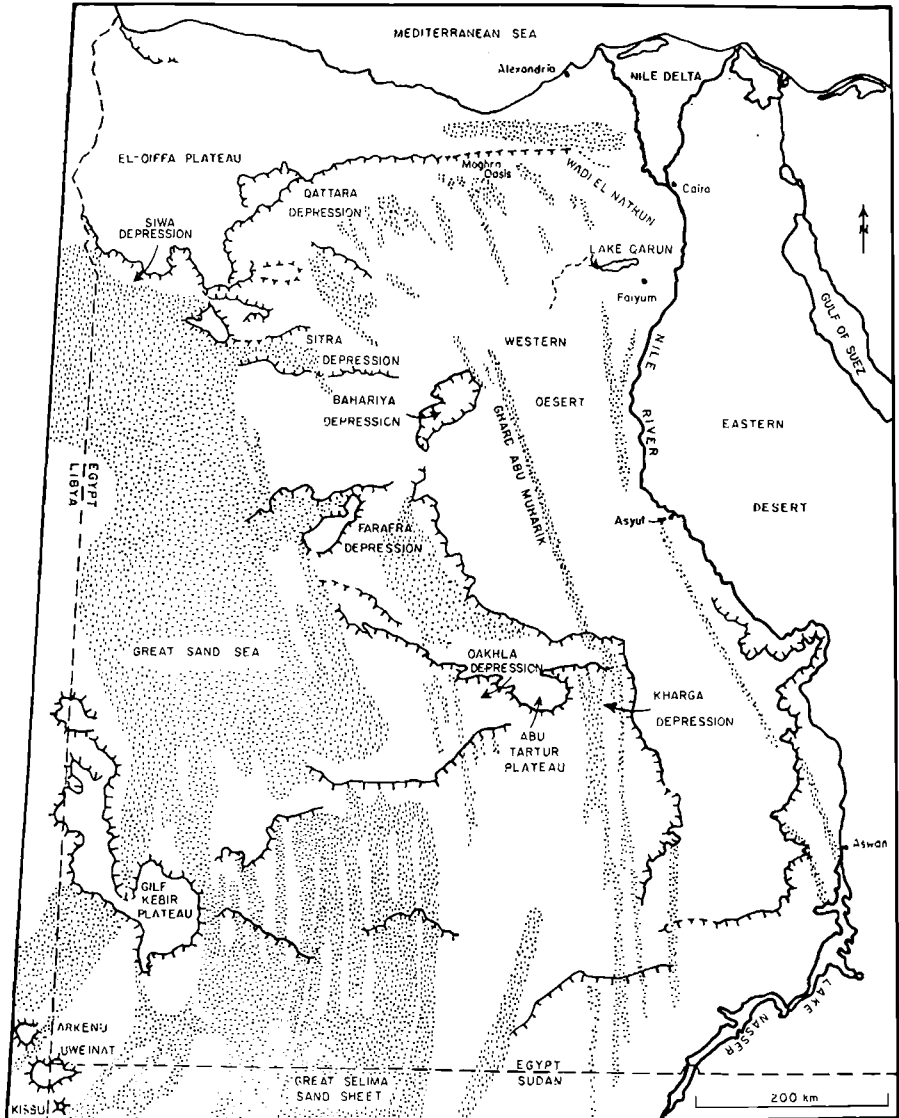 MEDITERRANEAN SEA
Alexandria
NILE DELTA
EL-QIFFA PLATEAU
Moghra
Oasis
WADI EL NATHUN
Cairo
QATTARA
DEPRESSION
SIWA
DEPRESSION
N
LAKE QARUN
Faiyum
GULF OF SUEZ
SITRA
DEPRESSION
WESTERN
DESERT
NILE
RIVER
BAHARIYA
DEPRESSION
GHARD ABU MUHARIK
EASTERN
DESERT
EGYPT
LIBYA
Asyut
FARAFRA
DEPRESSION
GREAT SAND SEA
DAKHLA
DEPRESSION
KHARGA
DEPRESSION
ABU
TARTUR
PLATEAU
Aswan
GILF
KEBIR
PLATEAU
LAKE
NASSER
ARKENU
UWEINAT
EGYPT
SUDAN
GREAT SELIMA
SAND SHEET
KISSU
200 km